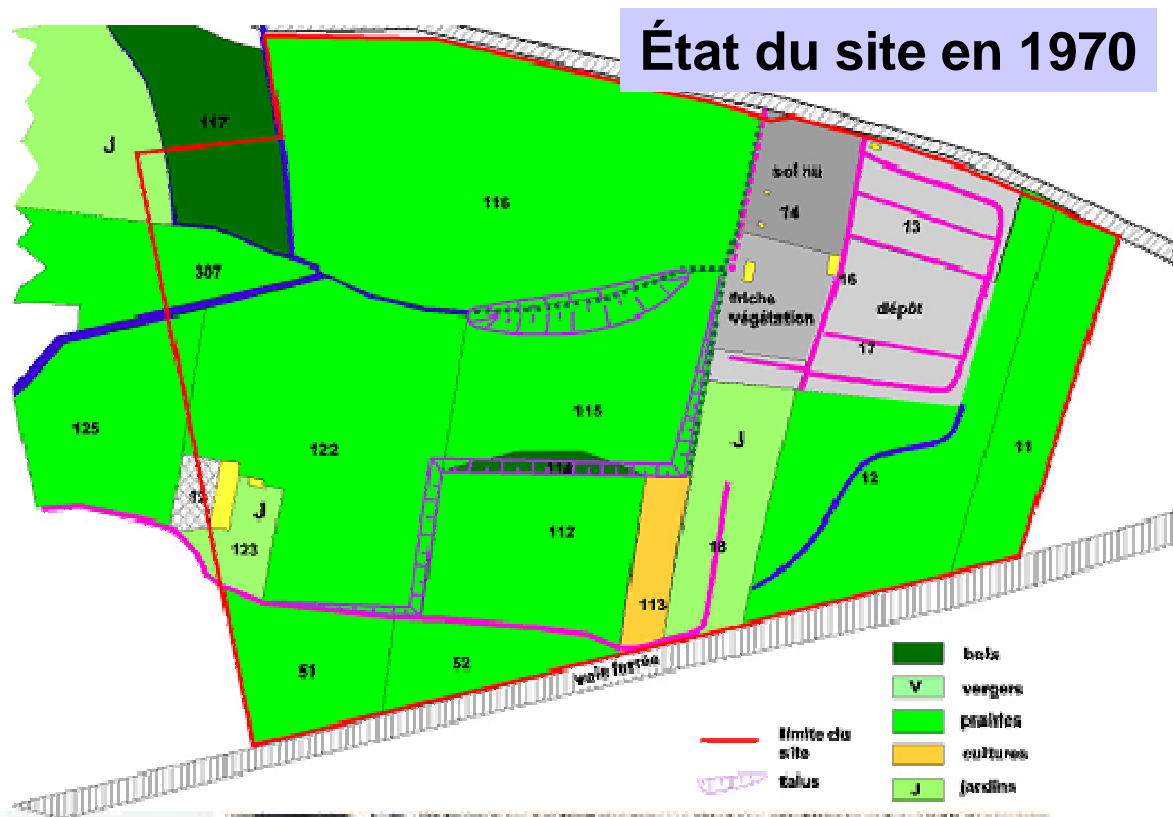 État du site en 1970
117
J
116
sol nu
14
13
307
16
friche
végétation
dépôt
17
125
122
115
J
11
114
12
J
123
112
18
113
51
52
voie ferrée
bois
V vergers
prairies
cultures
J jardins
limite du
site
talus